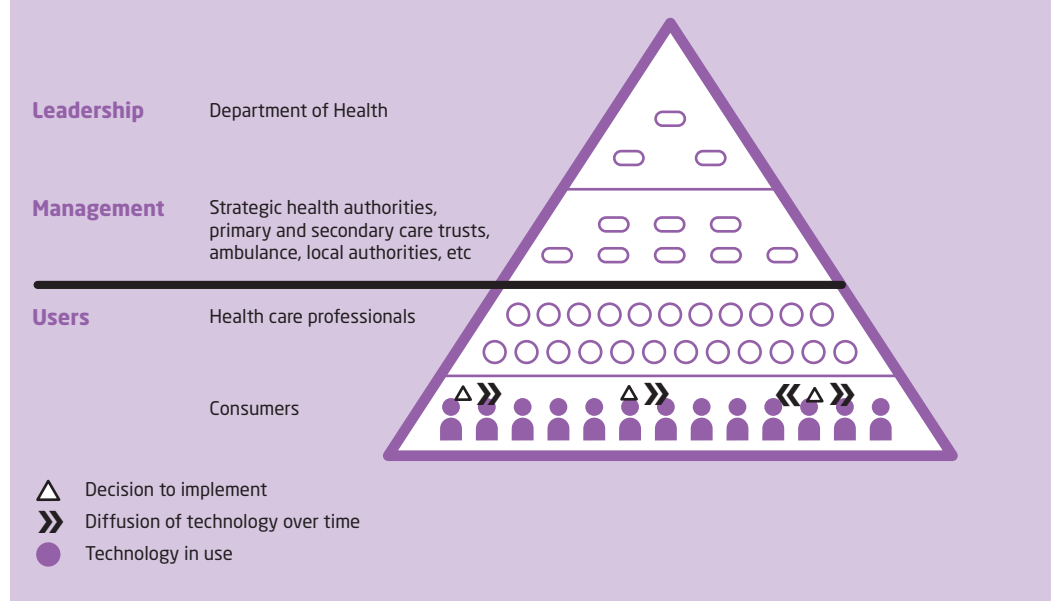 Leadership
Department of Health
Management
Strategic health authorities,
primary and secondary care trusts,
ambulance, local authorities, etc
Users
Health care professionals
Consumers
Decision to implement
Diffusion of technology over time
Technology in use